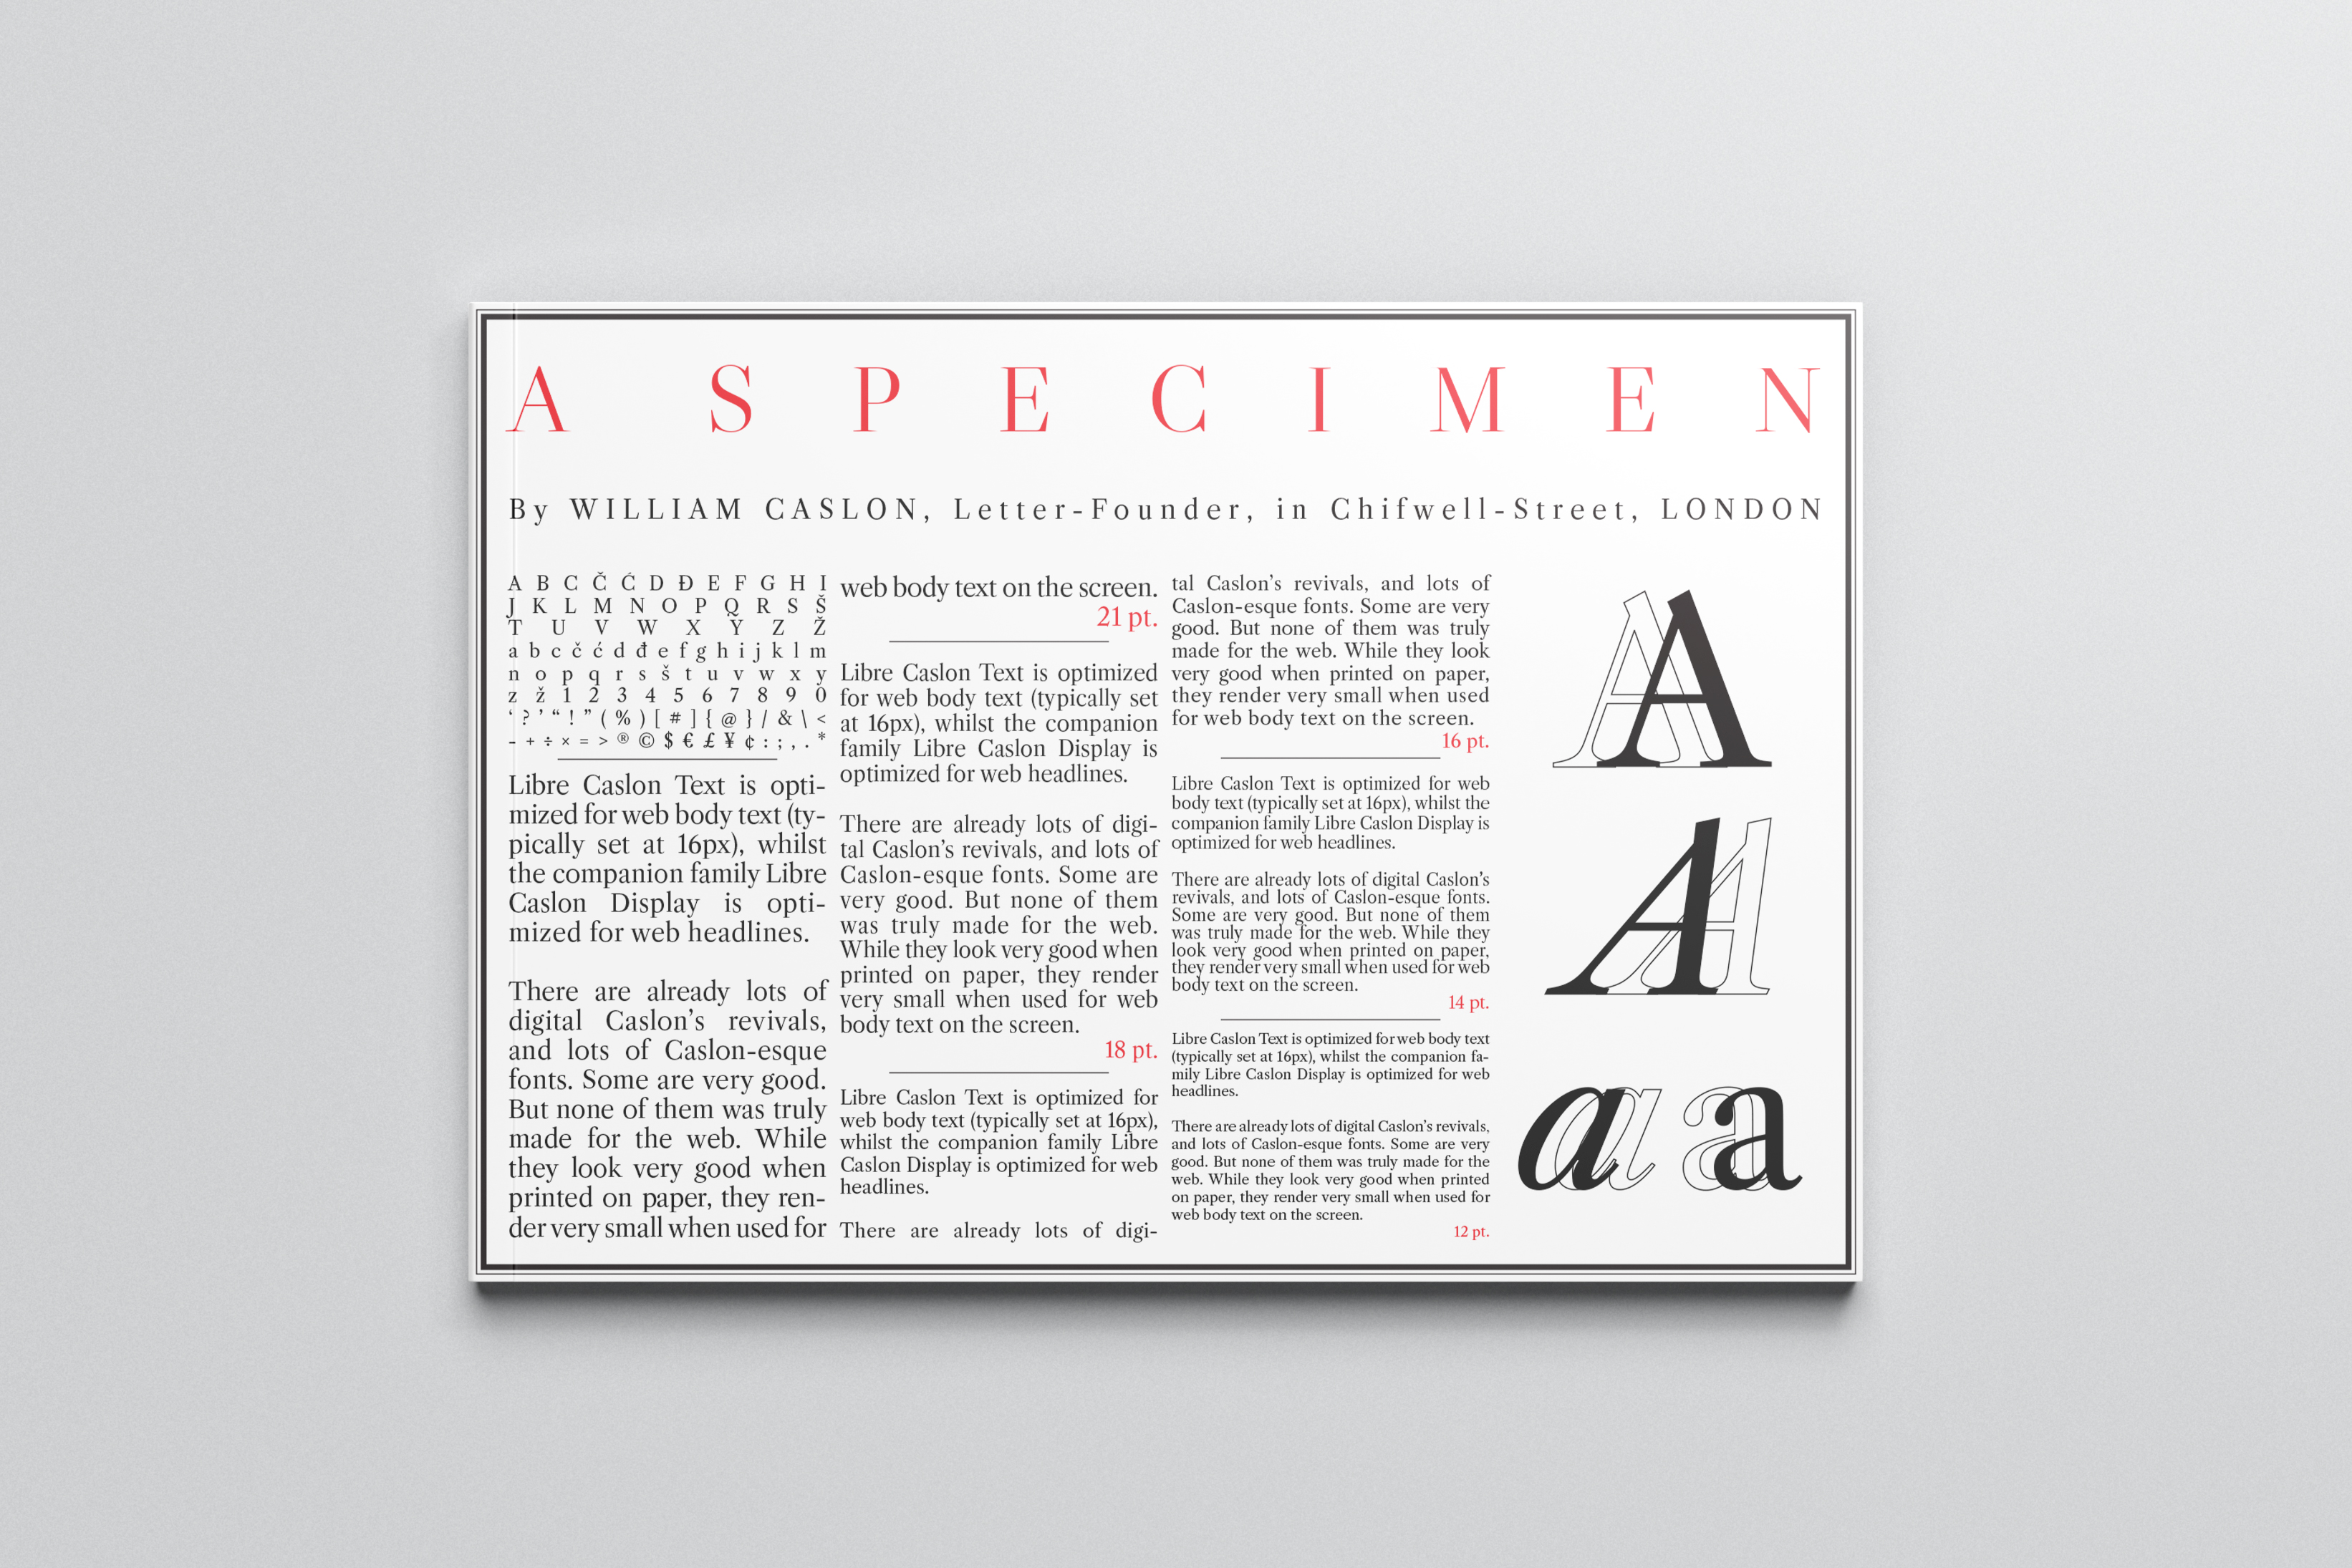 A SPECIMEN
By WILLIAM CASLON, Letter-Founder, in Chifwell-Street, LONDON
A B C Č Ć D Đ E F G H I
J K L M N O P Q R S Š
T U V W X Y Z Ž
a b c č ć d đ e f g h i j k l m
n o p q r s š t u v w x y
z ž 1 2 3 4 5 6 7 8 9 0
‘ ? ’ “ ! ” ( % ) [ # ] { @ } / & \ <
- + ÷ × = > ® © $ € £ ¥ ¢ : ; , . *
Libre Caslon Text is opti-
mized for web body text (ty-
pically set at 16px), whilst
the companion family Libre
Caslon Display is opti-
mized for web headlines.
There are already lots of
digital Caslon’s revivals,
and lots of Caslon-esque
fonts. Some are very good.
But none of them was truly
made for the web. While
they look very good when
printed on paper, they ren-
der very small when used for
web body text on the screen.
21 pt.
Libre Caslon Text is optimized
for web body text (typically set
at 16px), whilst the companion
family Libre Caslon Display is
optimized for web headlines.
There are already lots of digi-
tal Caslon’s revivals, and lots of
Caslon-esque fonts. Some are
very good. But none of them
was truly made for the web.
While they look very good when
printed on paper, they render
very small when used for web
body text on the screen.
18 pt.
Libre Caslon Text is optimized for
web body text (typically set at 16px),
whilst the companion family Libre
Caslon Display is optimized for web
headlines.
There are already lots of digi-
tal Caslon’s revivals, and lots of
Caslon-esque fonts. Some are very
good. But none of them was truly
made for the web. While they look
very good when printed on paper,
they render very small when used
for web body text on the screen.
16 pt.
Libre Caslon Text is optimized for web
body text (typically set at 16px), whilst the
companion family Libre Caslon Display is
optimized for web headlines.
There are already lots of digital Caslon’s
revivals, and lots of Caslon-esque fonts.
Some are very good. But none of them
was truly made for the web. While they
look very good when printed on paper,
they render very small when used for web
body text on the screen.
14 pt.
Libre Caslon Text is optimized for web body text
(typically set at 16px), whilst the companion fa-
mily Libre Caslon Display is optimized for web
headlines.
There are already lots of digital Caslon’s revivals,
and lots of Caslon-esque fonts. Some are very
good. But none of them was truly made for the
web. While they look very good when printed
on paper, they render very small when used for
web body text on the screen.
12 pt.
A A
A A
a a a a